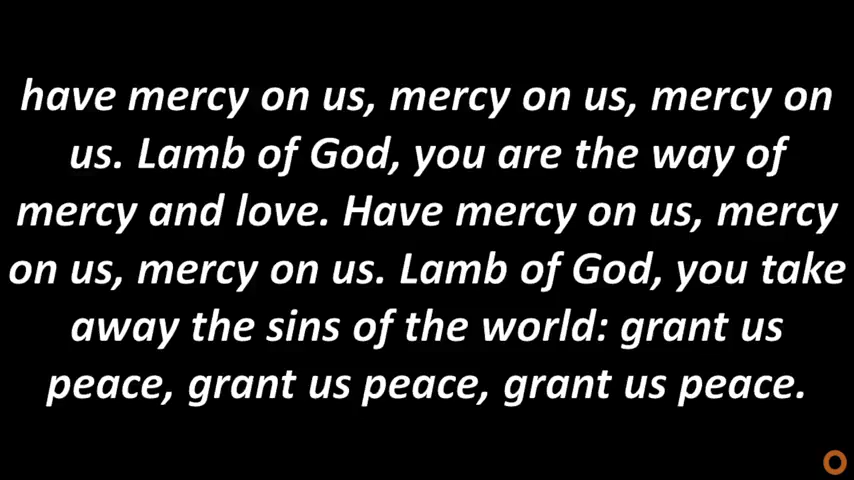 have mercy on us, mercy on us, mercy on
us. Lamb of God, you are the way of
mercy and love. Have mercy on us, mercy
on us, mercy on us. Lamb of God, you take
away the sins of the world: grant us
peace, grant us peace, grant us peace.